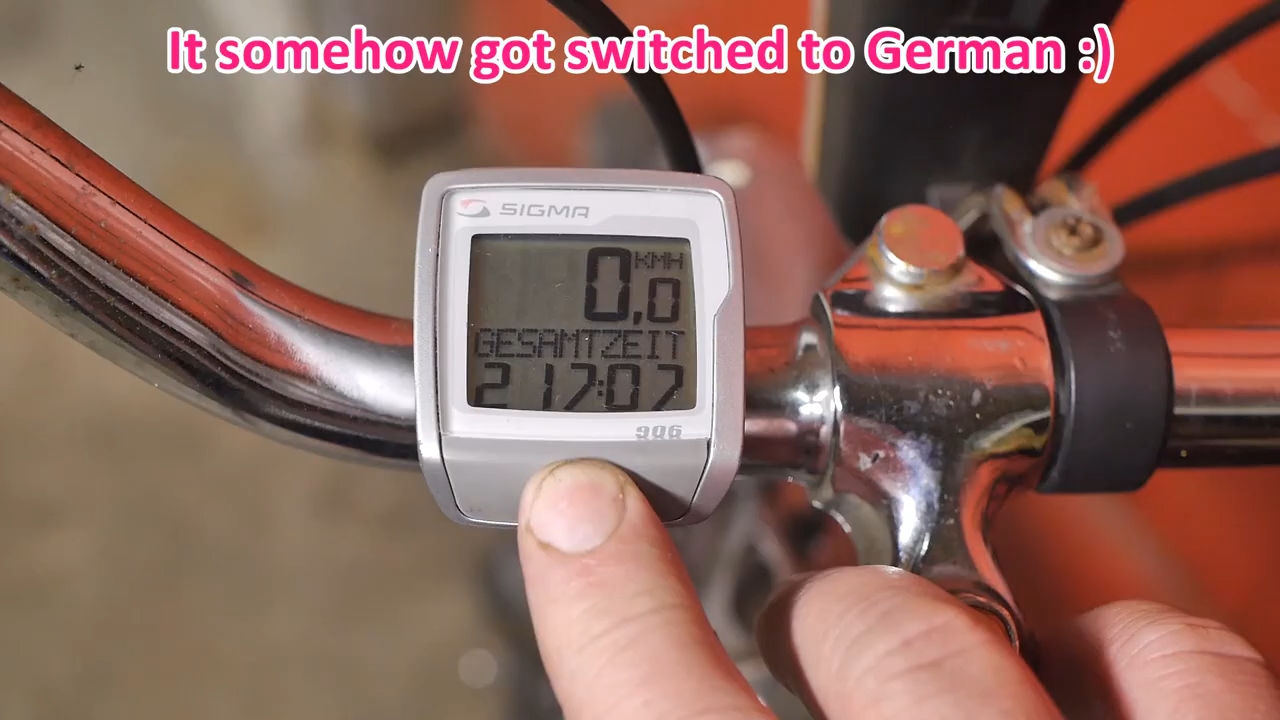 It somehow got switched to German :)
SIGMA
0,0 KMH
GESAMTZEIT
217:07
906